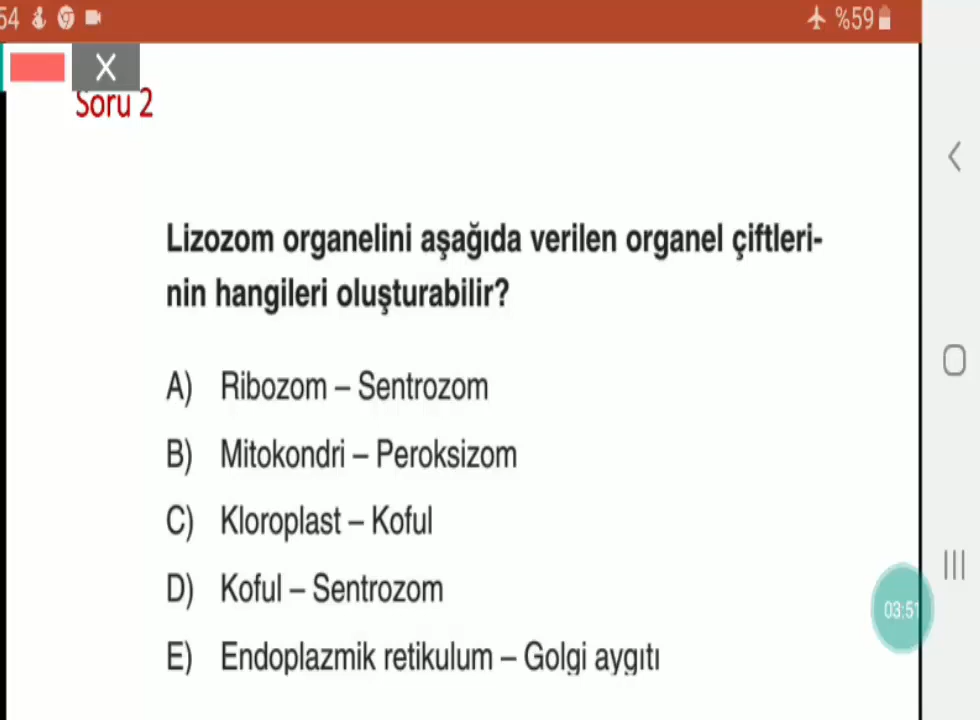 54 %59
X
Soru 2
Lizozom organelini aşağıda verilen organel çiftleri-
nin hangileri oluşturabilir?
A) Ribozom – Sentrozom
B) Mitokondri – Peroksizom
C) Kloroplast – Koful
D) Koful – Sentrozom
03:51
E) Endoplazmik retikulum – Golgi aygıtı